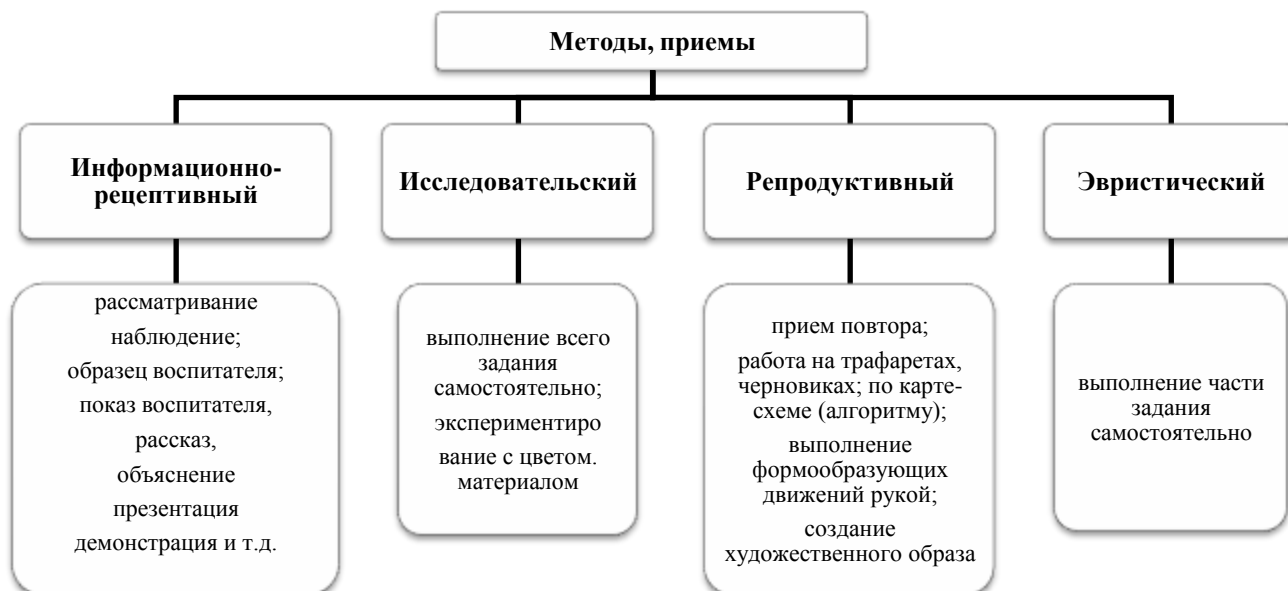 Методы, приемы
Информационно-
рецептивный
Исследовательский
Репродуктивный
Эвристический
рассматривание
наблюдение;
образец воспитателя;
показ воспитателя,
рассказ,
объяснение
презентация
демонстрация и т.д.
выполнение всего
задания
самостоятельно;
экспериментиро
вание с цветом.
материалом
прием повтора;
работа на трафаретах,
черновиках; по карте-
схеме (алгоритму);
выполнение
формообразующих
движений рукой;
создание
художественного образа
выполнение части
задания
самостоятельно